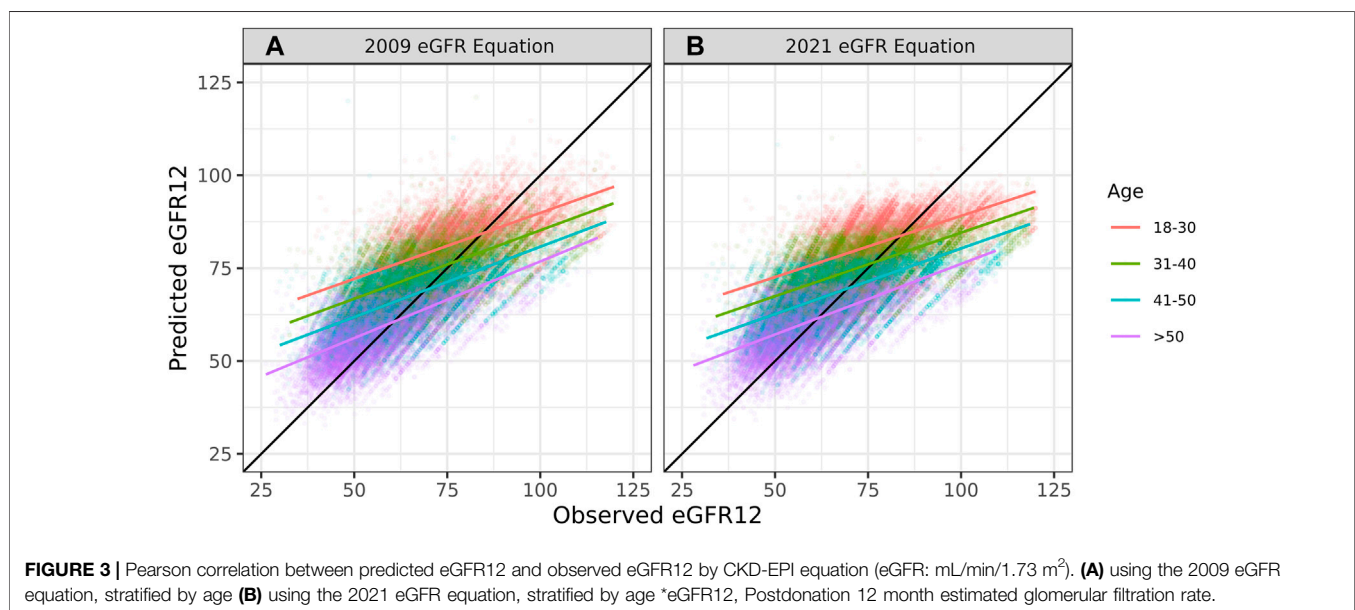 A 2009 eGFR Equation
B 2021 eGFR Equation
Predicted eGFR12
125
100
75
50
25
25 50 75 100 125
25 50 75 100 125
Observed eGFR12
Age
18-30
31-40
41-50
>50
FIGURE 3 | Pearson correlation between predicted eGFR12 and observed eGFR12 by CKD-EPI equation (eGFR: mL/min/1.73 m²). (A) using the 2009 eGFR
equation, stratified by age (B) using the 2021 eGFR equation, stratified by age *eGFR12, Postdonation 12 month estimated glomerular filtration rate.